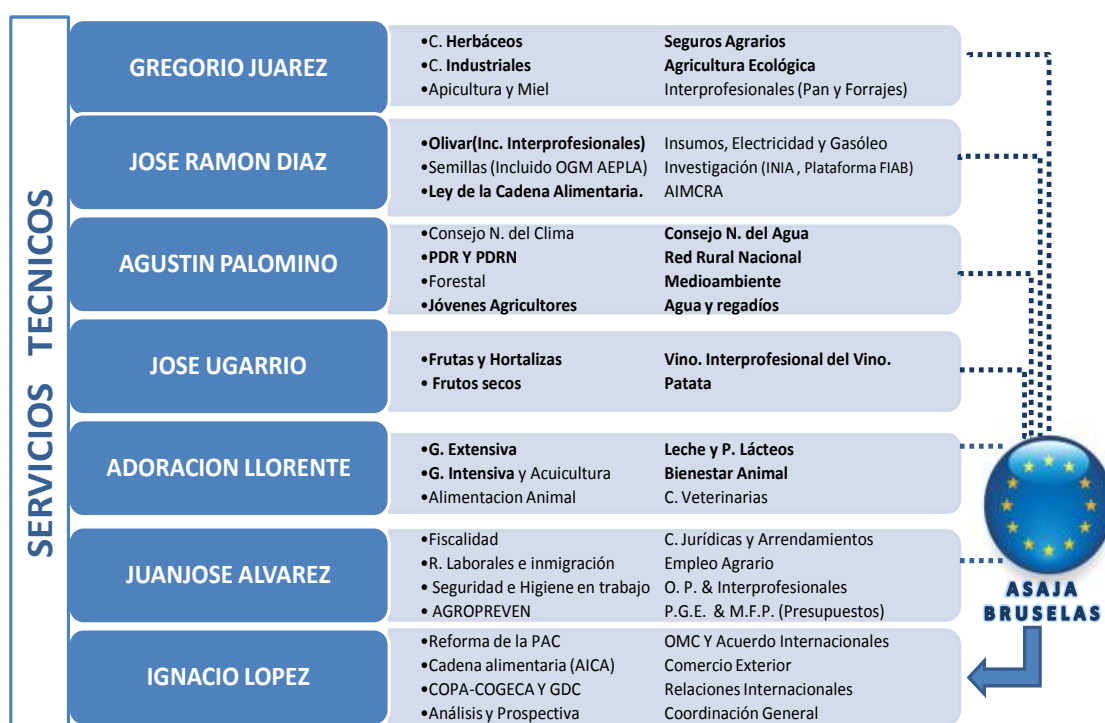 SERVICIOS TECNICOS
GREGORIO JUAREZ
•C. Herbáceos Seguros Agrarios
•C. Industriales Agricultura Ecológica
•Apicultura y Miel Interprofesionales (Pan y Forrajes)
JOSE RAMON DIAZ
•Olivar(Inc. Interprofesionales) Insumos, Electricidad y Gasóleo
•Semillas (Incluido OGM AEPLA) Investigación (INIA , Plataforma FIAB)
•Ley de la Cadena Alimentaria. AIMCRA
AGUSTIN PALOMINO
•Consejo N. del Clima Consejo N. del Agua
•PDR Y PDRN Red Rural Nacional
•Forestal Medioambiente
•Jóvenes Agricultores Agua y regadíos
JOSE UGARRIO
•Frutas y Hortalizas Vino. Interprofesional del Vino.
• Frutos secos Patata
ADORACION LLORENTE
•G. Extensiva Leche y P. Lácteos
•G. Intensiva y Acuicultura Bienestar Animal
•Alimentacion Animal C. Veterinarias
JUANJOSE ALVAREZ
•Fiscalidad C. Jurídicas y Arrendamientos
•R. Laborales e inmigración Empleo Agrario
• Seguridad e Higiene en trabajo O. P. & Interprofesionales
• AGROPREVEN P.G.E. & M.F.P. (Presupuestos)
IGNACIO LOPEZ
•Reforma de la PAC OMC Y Acuerdo Internacionales
•Cadena alimentaria (AICA) Comercio Exterior
•COPA-COGECA Y GDC Relaciones Internacionales
•Análisis y Prospectiva Coordinación General
ASAJA
BRUSELAS